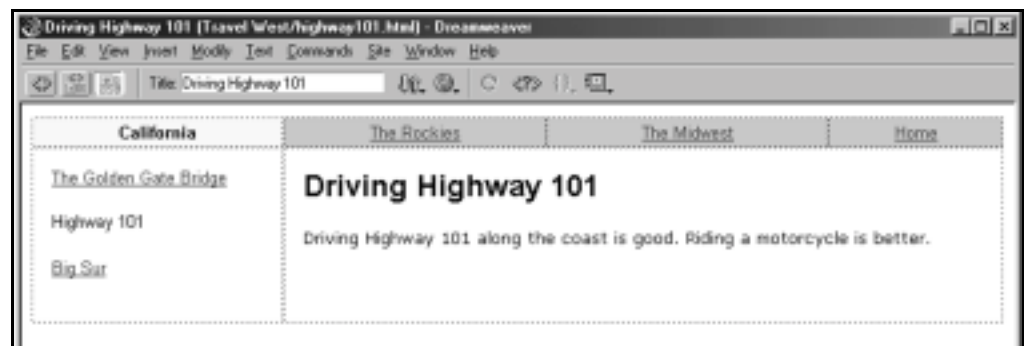 Driving Highway 101 (Travel West/highway101.html) - Dreamweaver
File Edit View Insert Modify Text Commands Site Window Help
Title: Driving Highway 101
California The Rockies The Midwest Home
The Golden Gate Bridge
Highway 101
Big Sur
Driving Highway 101
Driving Highway 101 along the coast is good. Riding a motorcycle is better.